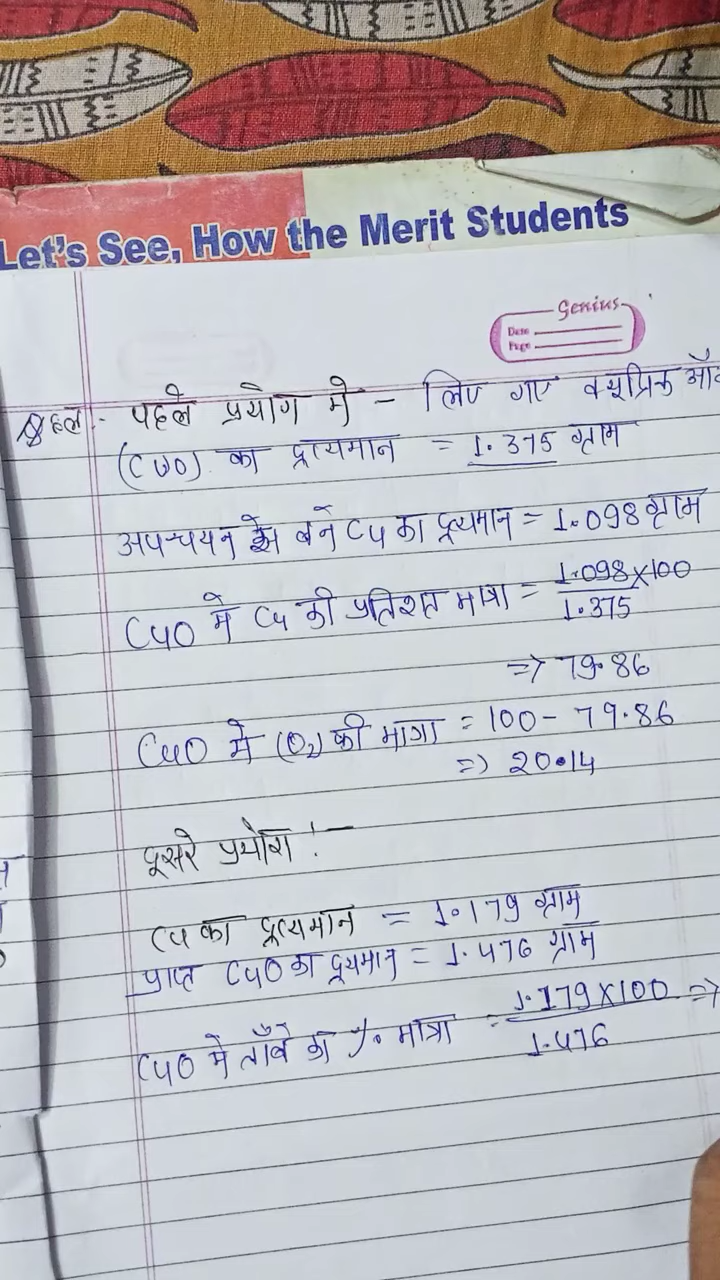 Let's See, How the Merit Students
Genius
Date
Page
हल:- पहले प्रयोग में - लिए गए क्यूप्रिक
(CuO) का द्रव्यमान = 1.375 ग्राम
अपचयन से बने Cu का द्रव्यमान = 1.098 ग्राम
CuO में Cu की प्रतिशत मात्रा = 1.098×100
1.375
=> 79.86
CuO में (O₂) की मात्रा = 100 - 79.86
=> 20.14
दूसरे प्रयोग :-
Cu का द्रव्यमान = 1.179 ग्राम
प्राप्त CuO का द्रव्यमान = 1.476 ग्राम
CuO में ताँबे की % मात्रा = 1.179×100 =>
1.476